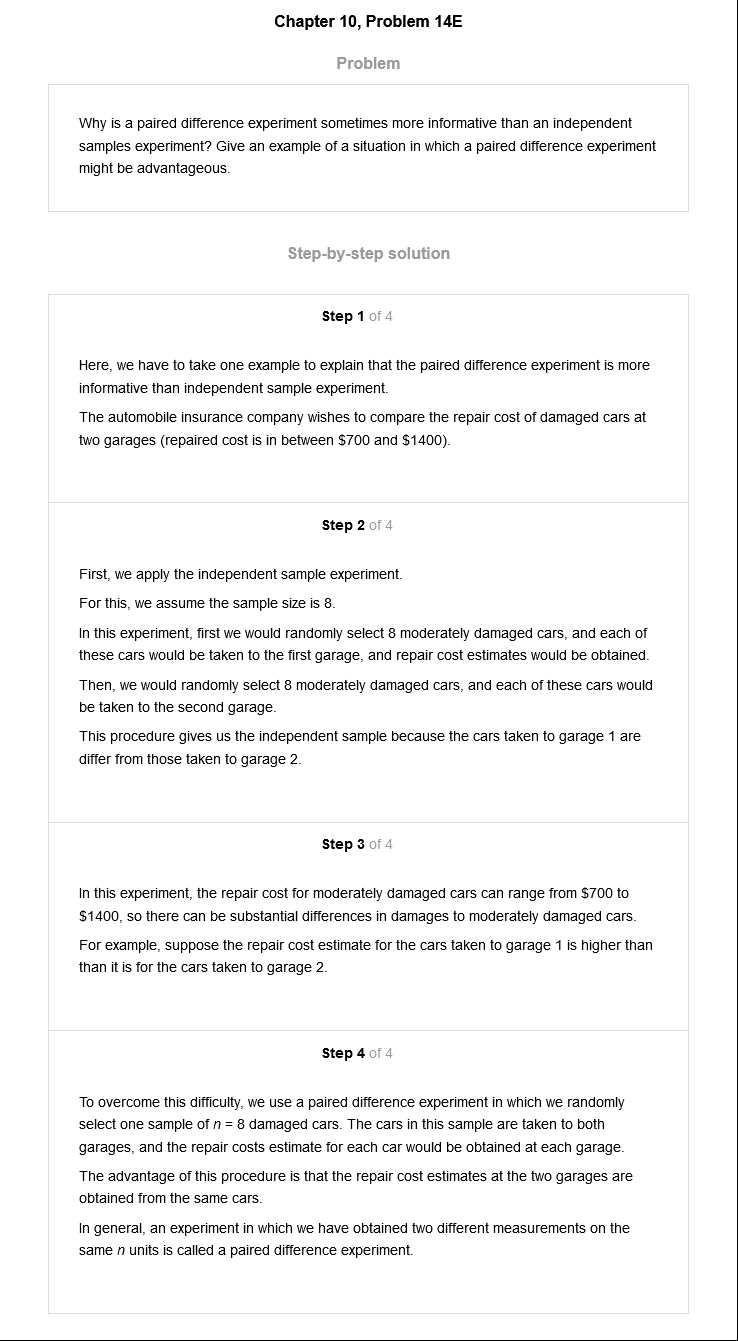 Chapter 10, Problem 14E
Problem
Why is a paired difference experiment sometimes more informative than an independent
samples experiment? Give an example of a situation in which a paired difference experiment
might be advantageous.
Step-by-step solution
Step 1 of 4
Here, we have to take one example to explain that the paired difference experiment is more
informative than independent sample experiment.
The automobile insurance company wishes to compare the repair cost of damaged cars at
two garages (repaired cost is in between $700 and $1400).
Step 2 of 4
First, we apply the independent sample experiment.
For this, we assume the sample size is 8.
In this experiment, first we would randomly select 8 moderately damaged cars, and each of
these cars would be taken to the first garage, and repair cost estimates would be obtained.
Then, we would randomly select 8 moderately damaged cars, and each of these cars would
be taken to the second garage.
This procedure gives us the independent sample because the cars taken to garage 1 are
differ from those taken to garage 2.
Step 3 of 4
In this experiment, the repair cost for moderately damaged cars can range from $700 to
$1400, so there can be substantial differences in damages to moderately damaged cars.
For example, suppose the repair cost estimate for the cars taken to garage 1 is higher than
than it is for the cars taken to garage 2.
Step 4 of 4
To overcome this difficulty, we use a paired difference experiment in which we randomly
select one sample of n = 8 damaged cars. The cars in this sample are taken to both
garages, and the repair costs estimate for each car would be obtained at each garage.
The advantage of this procedure is that the repair cost estimates at the two garages are
obtained from the same cars.
In general, an experiment in which we have obtained two different measurements on the
same n units is called a paired difference experiment.